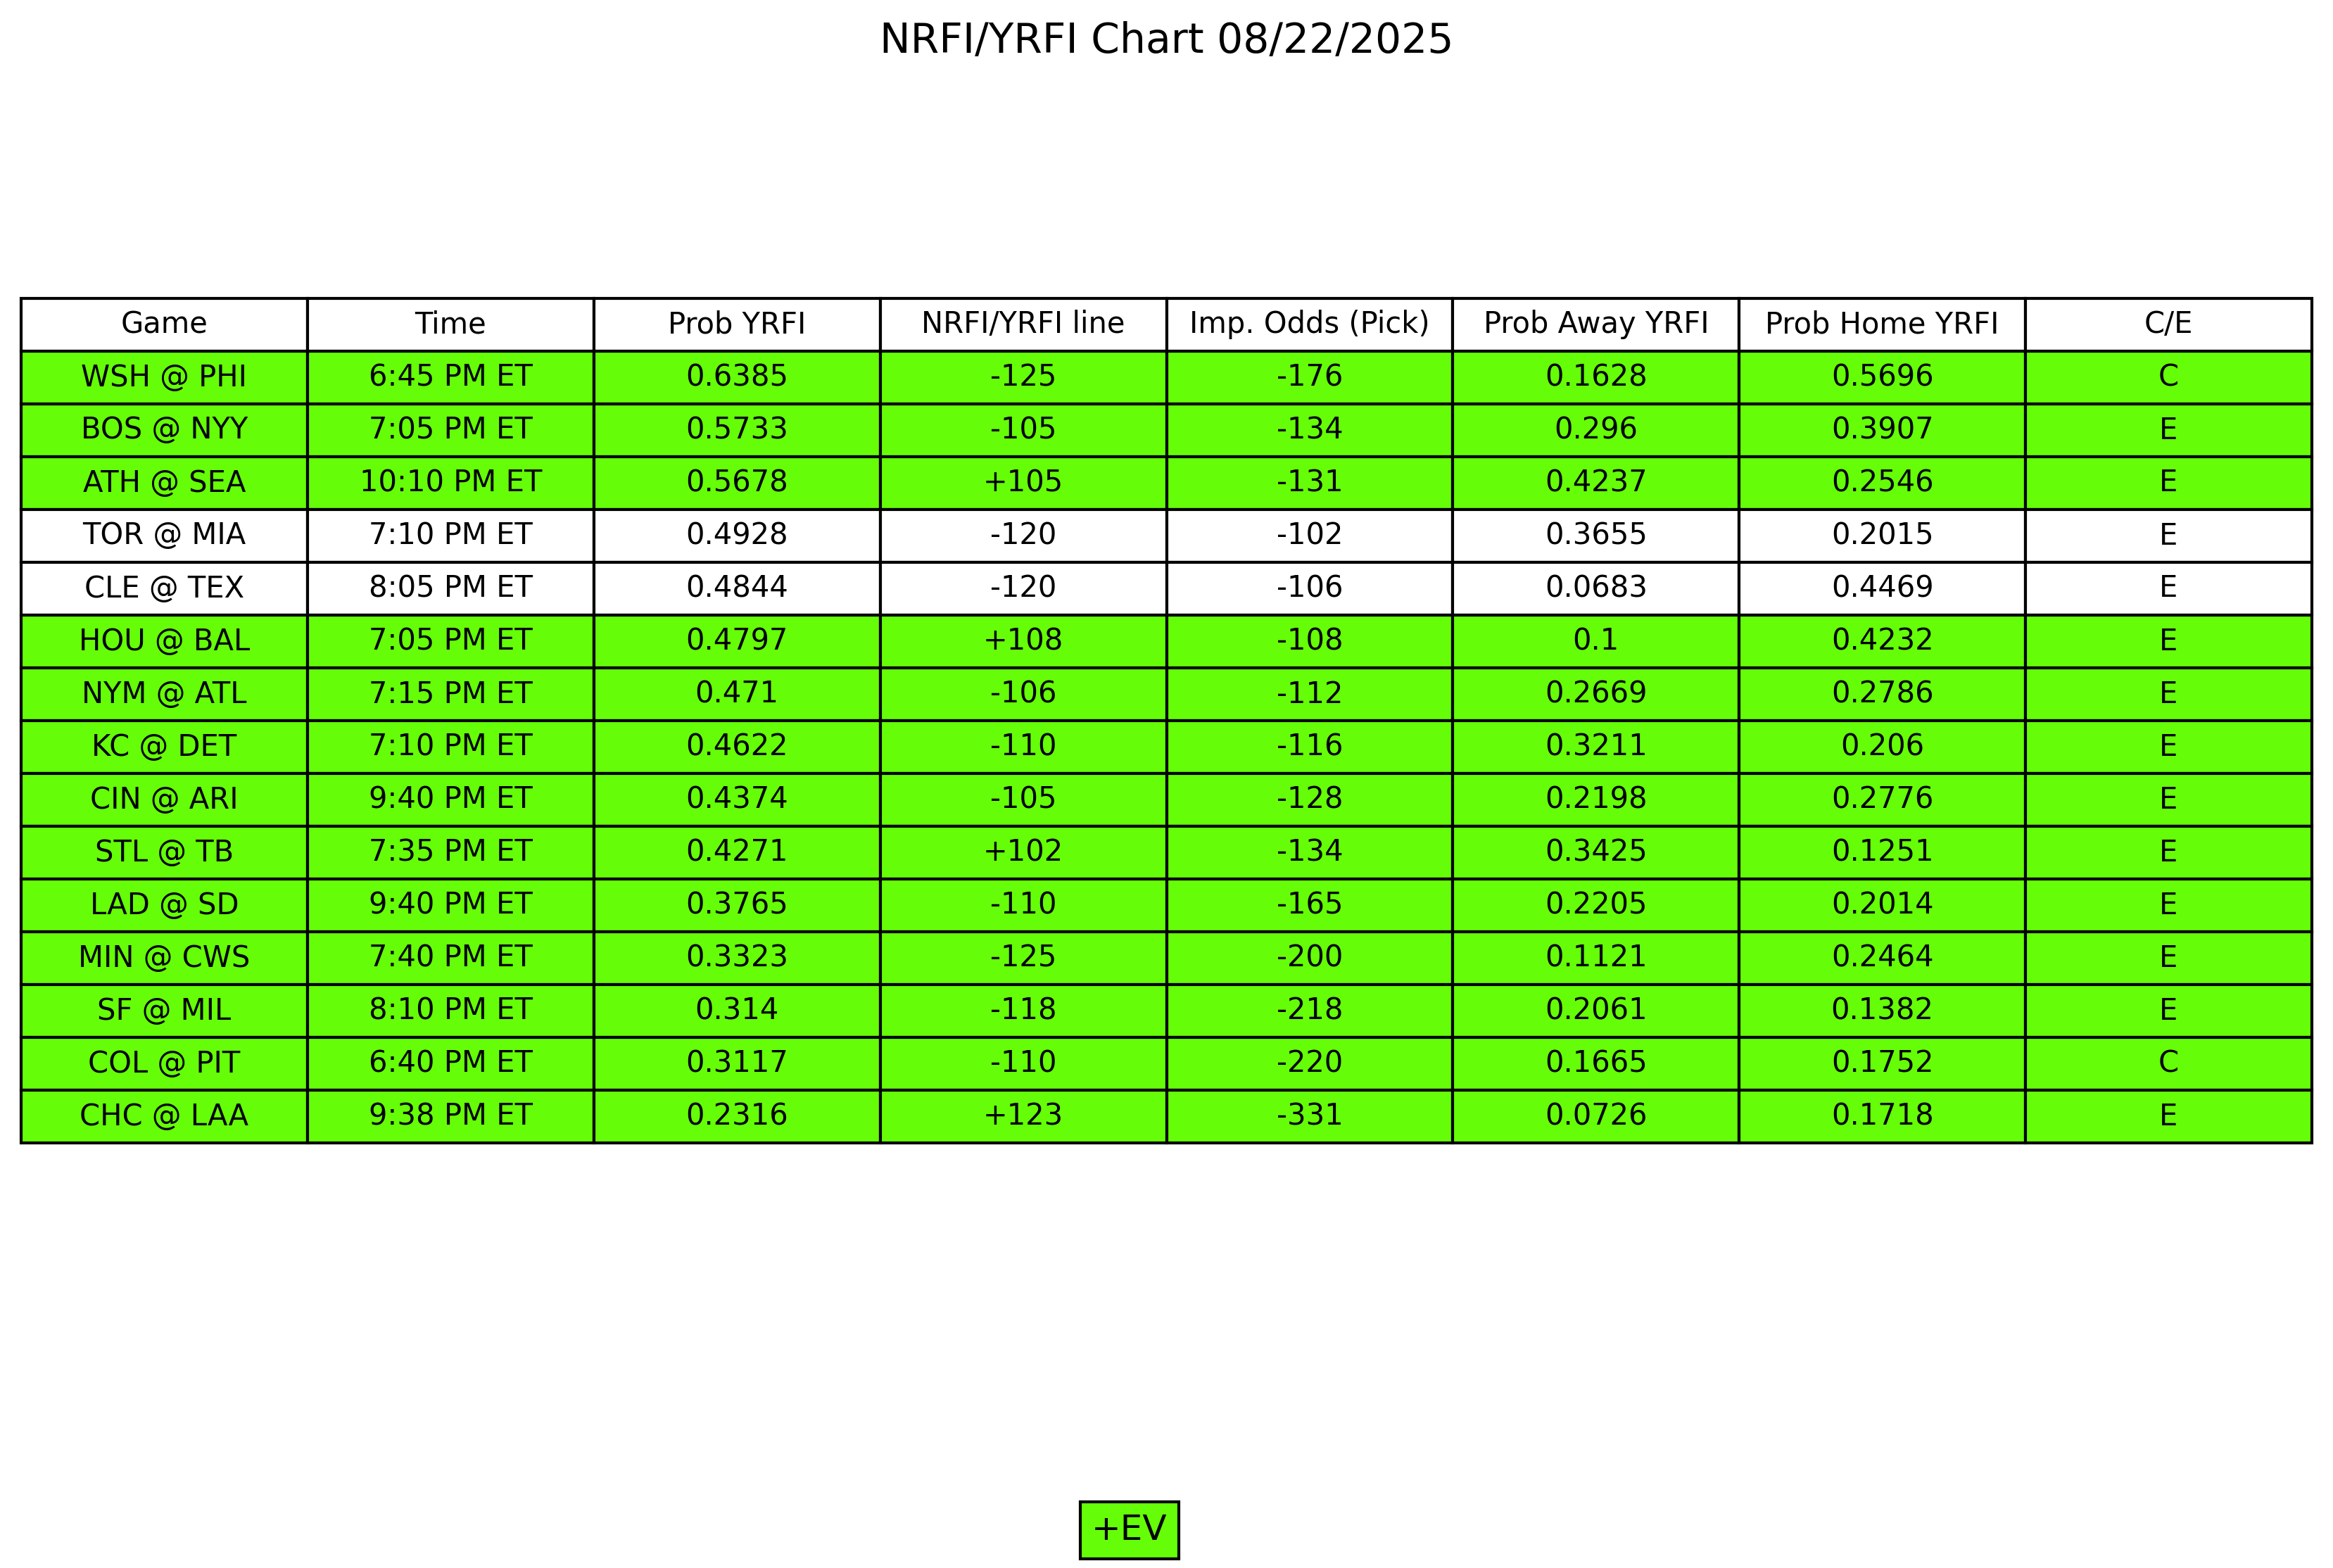 NRFI/YRFI Chart 08/22/2025
Game Time Prob YRFI NRFI/YRFI line Imp. Odds (Pick) Prob Away YRFI Prob Home YRFI C/E
WSH @ PHI 6:45 PM ET 0.6385 -125 -176 0.1628 0.5696 C
BOS @ NYY 7:05 PM ET 0.5733 -105 -134 0.296 0.3907 E
ATH @ SEA 10:10 PM ET 0.5678 +105 -131 0.4237 0.2546 E
TOR @ MIA 7:10 PM ET 0.4928 -120 -102 0.3655 0.2015 E
CLE @ TEX 8:05 PM ET 0.4844 -120 -106 0.0683 0.4469 E
HOU @ BAL 7:05 PM ET 0.4797 +108 -108 0.1 0.4232 E
NYM @ ATL 7:15 PM ET 0.471 -106 -112 0.2669 0.2786 E
KC @ DET 7:10 PM ET 0.4622 -110 -116 0.3211 0.206 E
CIN @ ARI 9:40 PM ET 0.4374 -105 -128 0.2198 0.2776 E
STL @ TB 7:35 PM ET 0.4271 +102 -134 0.3425 0.1251 E
LAD @ SD 9:40 PM ET 0.3765 -110 -165 0.2205 0.2014 E
MIN @ CWS 7:40 PM ET 0.3323 -125 -200 0.1121 0.2464 E
SF @ MIL 8:10 PM ET 0.314 -118 -218 0.2061 0.1382 E
COL @ PIT 6:40 PM ET 0.3117 -110 -220 0.1665 0.1752 C
CHC @ LAA 9:38 PM ET 0.2316 +123 -331 0.0726 0.1718 E
+EV